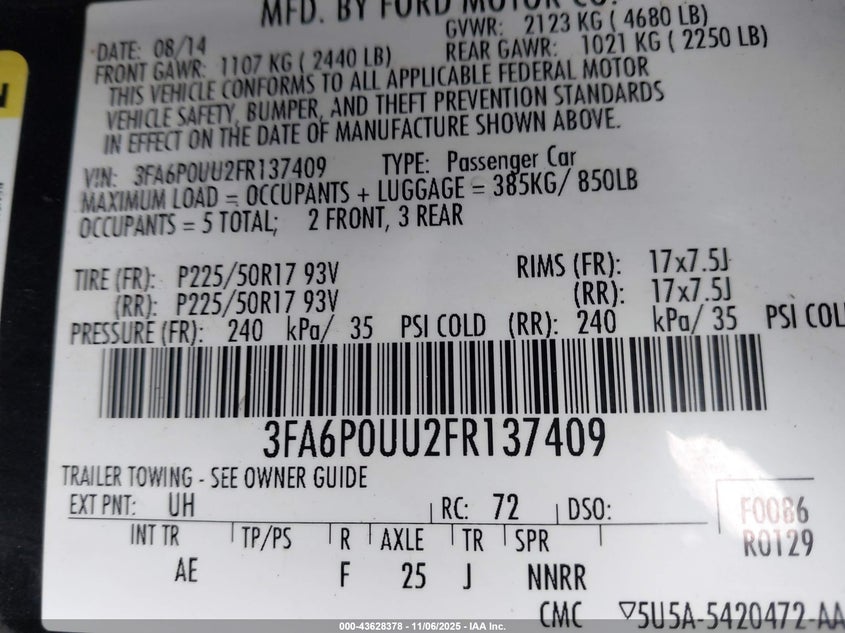 MFD. BY FORD MOTOR CO.
DATE: 08/14 GVWR: 2123 KG ( 4680 LB)
FRONT GAWR: 1107 KG ( 2440 LB) REAR GAWR: 1021 KG ( 2250 LB)
THIS VEHICLE CONFORMS TO ALL APPLICABLE FEDERAL MOTOR
VEHICLE SAFETY, BUMPER, AND THEFT PREVENTION STANDARDS
IN EFFECT ON THE DATE OF MANUFACTURE SHOWN ABOVE.
VIN: 3FA6P0UU2FR137409 TYPE: Passenger Car
MAXIMUM LOAD = OCCUPANTS + LUGGAGE = 385KG/ 850LB
OCCUPANTS = 5 TOTAL; 2 FRONT, 3 REAR
TIRE (FR): P225/50R17 93V RIMS (FR): 17x7.5J
(RR): P225/50R17 93V (RR): 17x7.5J
PRESSURE (FR): 240 kPa/ 35 PSI COLD (RR): 240 kPa/ 35 PSI COL
3FA6P0UU2FR137409
TRAILER TOWING - SEE OWNER GUIDE
EXT PNT: UH RC: 72 DSO: F0086
R0129
INT TR TP/PS R AXLE TR SPR
AE F 25 J NNRR
CMC ▽5U5A-5420472-AA
000-43628378 - 11/06/2025 - IAA Inc.